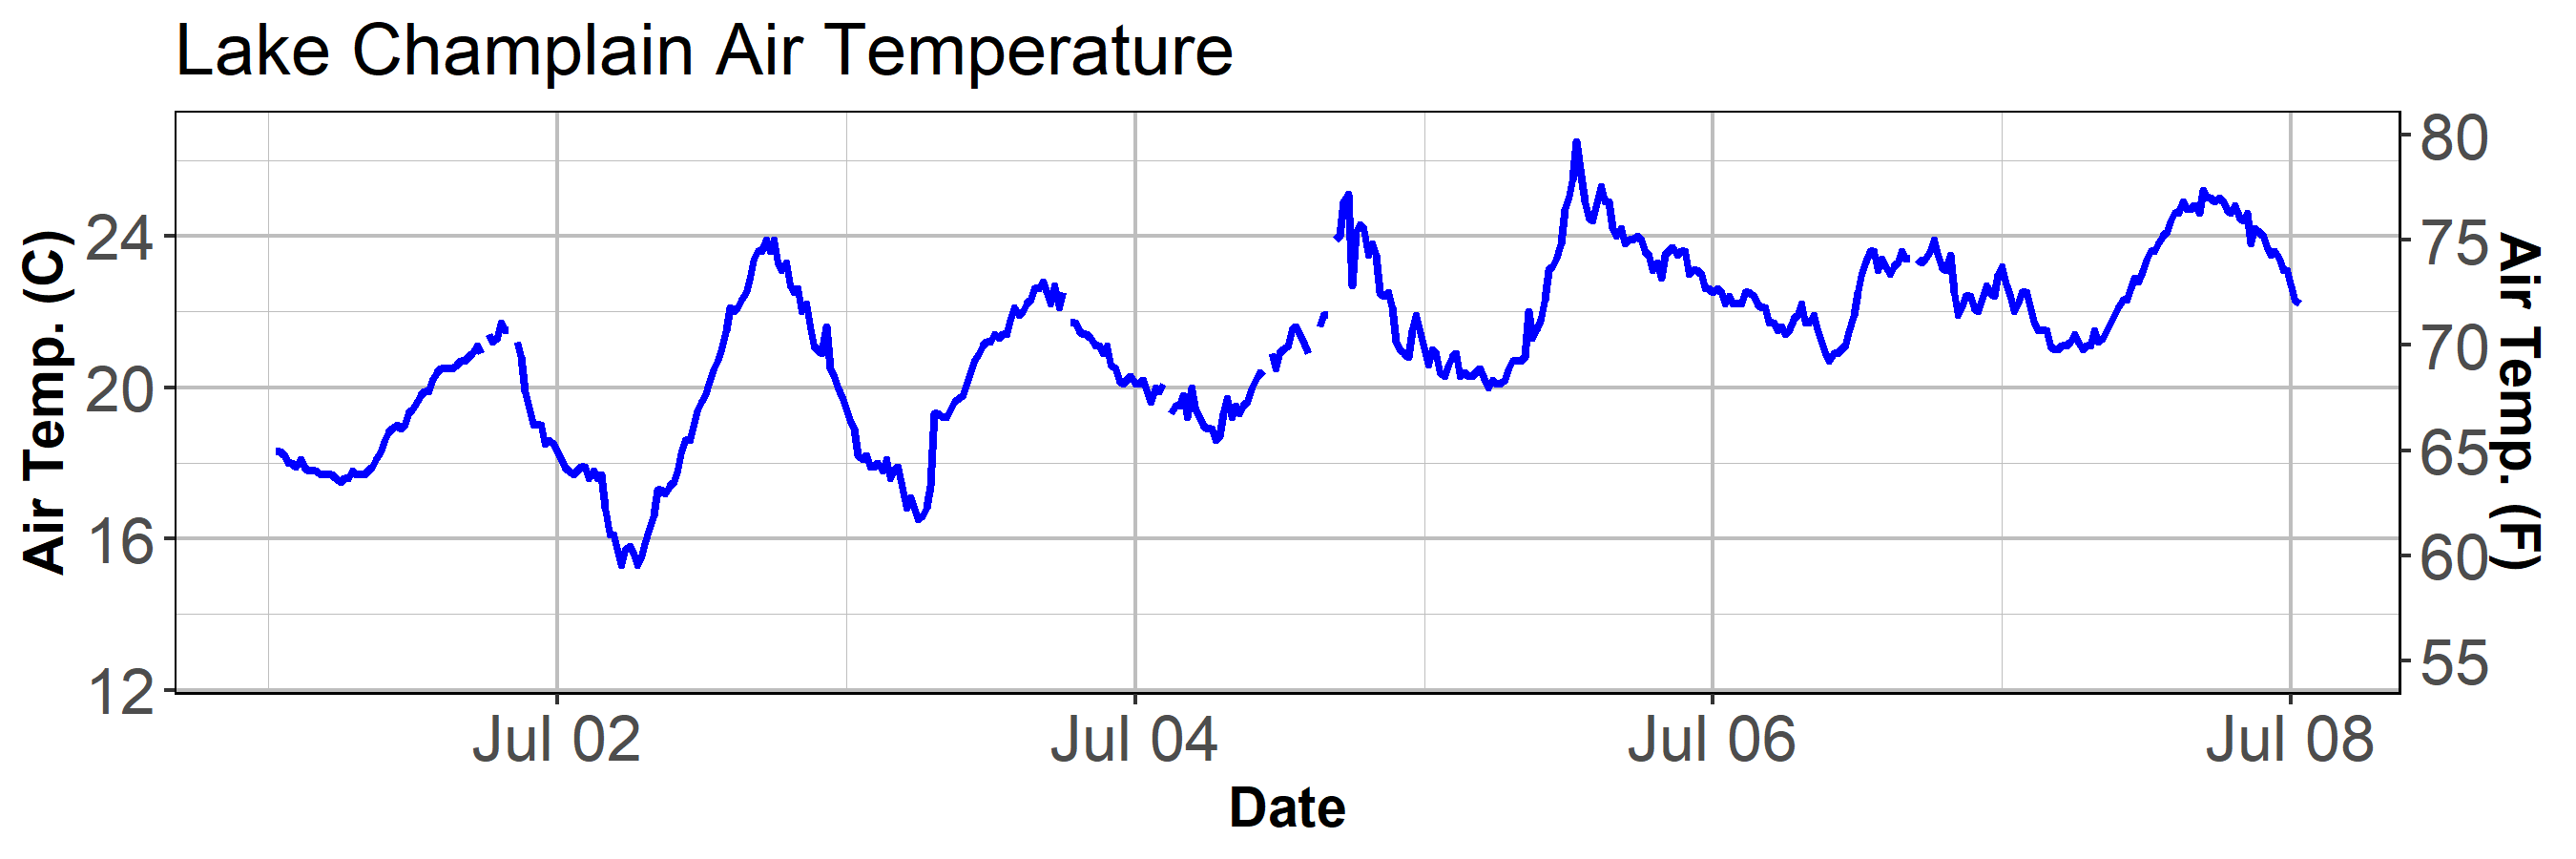 Lake Champlain Air Temperature
Air Temp. (C)
24
20
16
12
80
75
70
65
60
55
Air Temp. (F)
Jul 02
Jul 04
Jul 06
Jul 08
Date